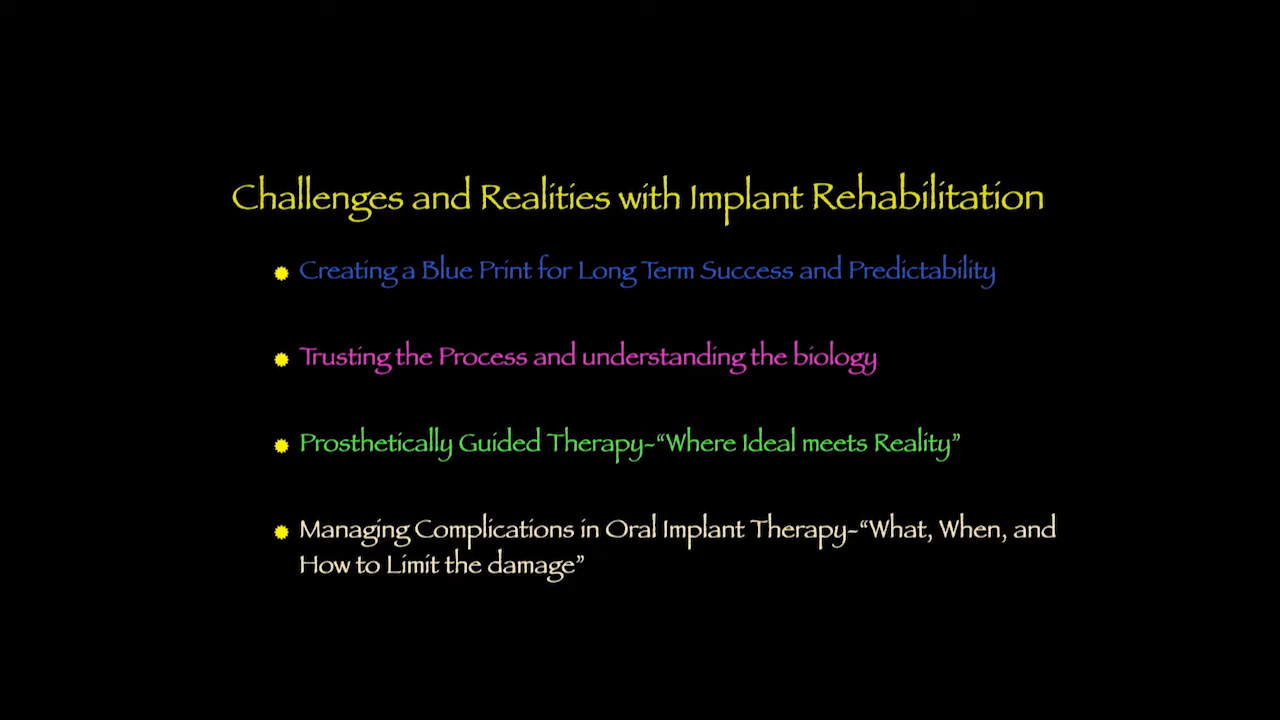 Challenges and Realities with Implant Rehabilitation
Creating a Blue Print for Long Term Success and Predictability
Trusting the Process and understanding the biology
Prosthetically Guided Therapy-“Where Ideal meets Reality”
Managing Complications in Oral Implant Therapy-“What, When, and
How to Limit the damage”